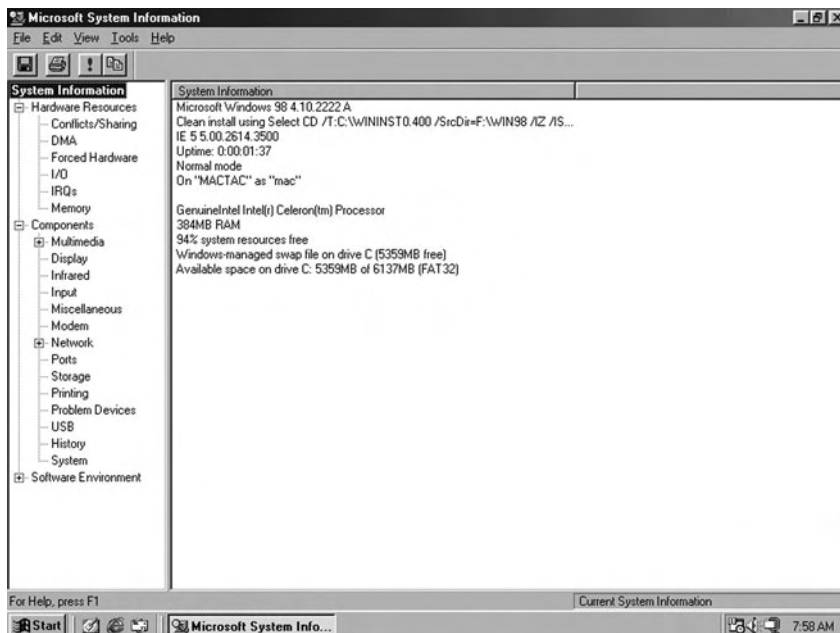 Microsoft System Information
File Edit View Tools Help
System Information
Hardware Resources
Conflicts/Sharing
DMA
Forced Hardware
I/O
IRQs
Memory
Components
Multimedia
Display
Infrared
Input
Miscellaneous
Modem
Network
Ports
Storage
Printing
Problem Devices
USB
History
System
Software Environment
System Information
Microsoft Windows 98 4.10.2222 A
Clean install using Select CD /T:C:\WININST0.400 /SrcDir=F:\WIN98 /IZ /IS...
IE 5 5.00.2614.3500
Uptime: 0:00:01:37
Normal mode
On "MACTAC" as "mac"
GenuineIntel Intel(r) Celeron(tm) Processor
384MB RAM
94% system resources free
Windows-managed swap file on drive C (5359MB free)
Available space on drive C: 5359MB of 6137MB (FAT32)
For Help, press F1
Current System Information
Start
Microsoft System Info...
7:58 AM